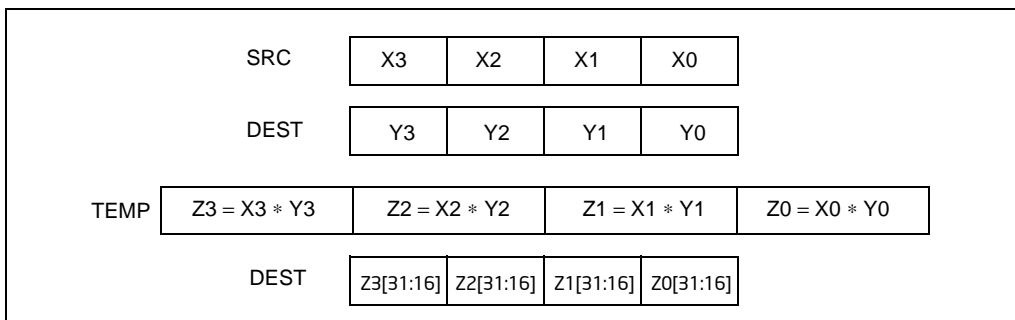 SRC X3 X2 X1 X0
DEST Y3 Y2 Y1 Y0
TEMP Z3 = X3 ∗ Y3 Z2 = X2 ∗ Y2 Z1 = X1 ∗ Y1 Z0 = X0 ∗ Y0
DEST Z3[31:16] Z2[31:16] Z1[31:16] Z0[31:16]